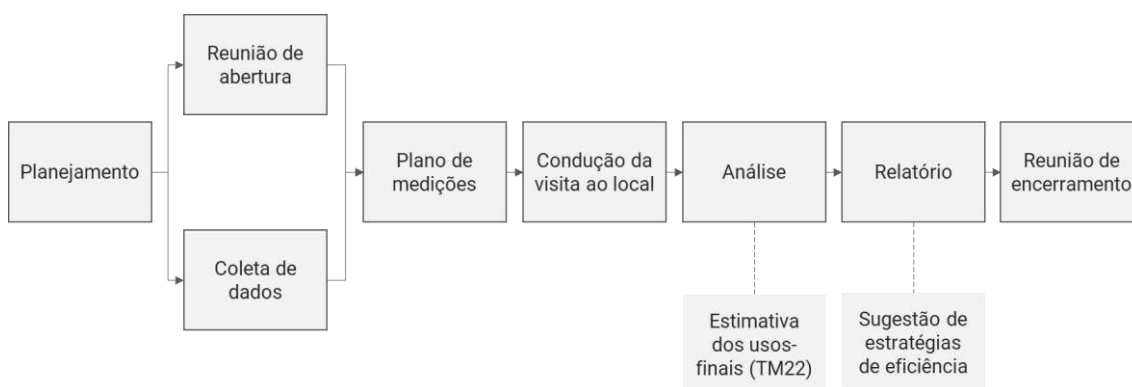 Planejamento
Reunião de
abertura
Coleta de
dados
Plano de
medições
Condução da
visita ao local
Análise
Relatório
Reunião de
encerramento
Estimativa
dos usos-
finais (TM22)
Sugestão de
estratégias
de eficiência